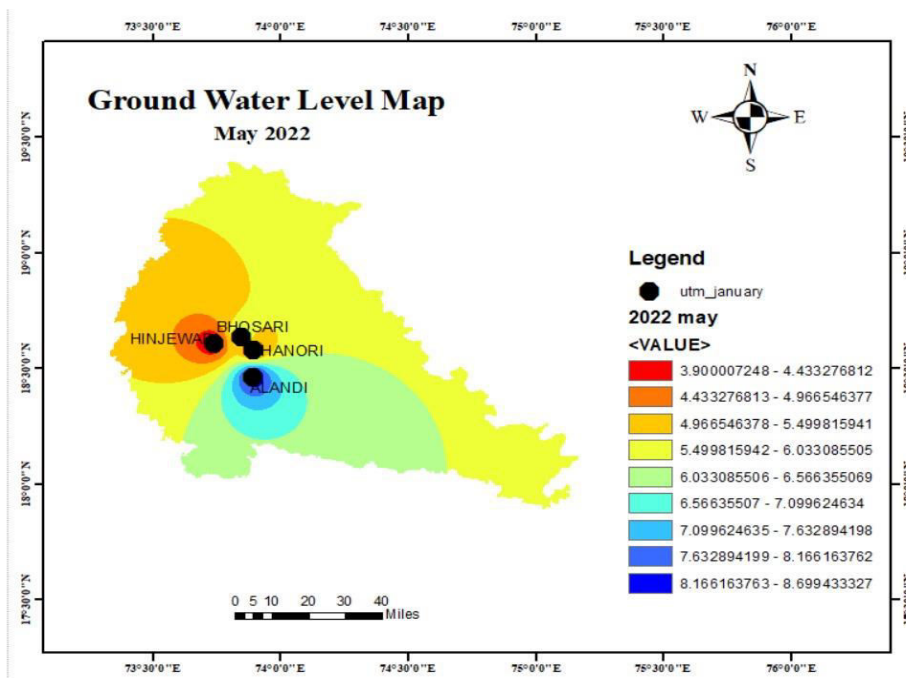 73°30'0"E 74°0'0"E 74°30'0"E 75°0'0"E 75°30'0"E 76°0'0"E
Ground Water Level Map
May 2022
N
W E
S
19°30'0"N
19°0'0"N
18°30'0"N
18°0'0"N
17°30'0"N
BHOSARI
HINJEWA
HANORI
ALANDI
Legend
utm_january
2022 may
<VALUE>
3.900007248 - 4.433276812
4.433276813 - 4.966546377
4.966546378 - 5.499815941
5.499815942 - 6.033085505
6.033085506 - 6.566355069
6.56635507 - 7.099624634
7.099624635 - 7.632894198
7.632894199 - 8.166163762
8.166163763 - 8.699433327
0 5 10 20 30 40
Miles
73°30'0"E 74°0'0"E 74°30'0"E 75°0'0"E 75°30'0"E 76°0'0"E